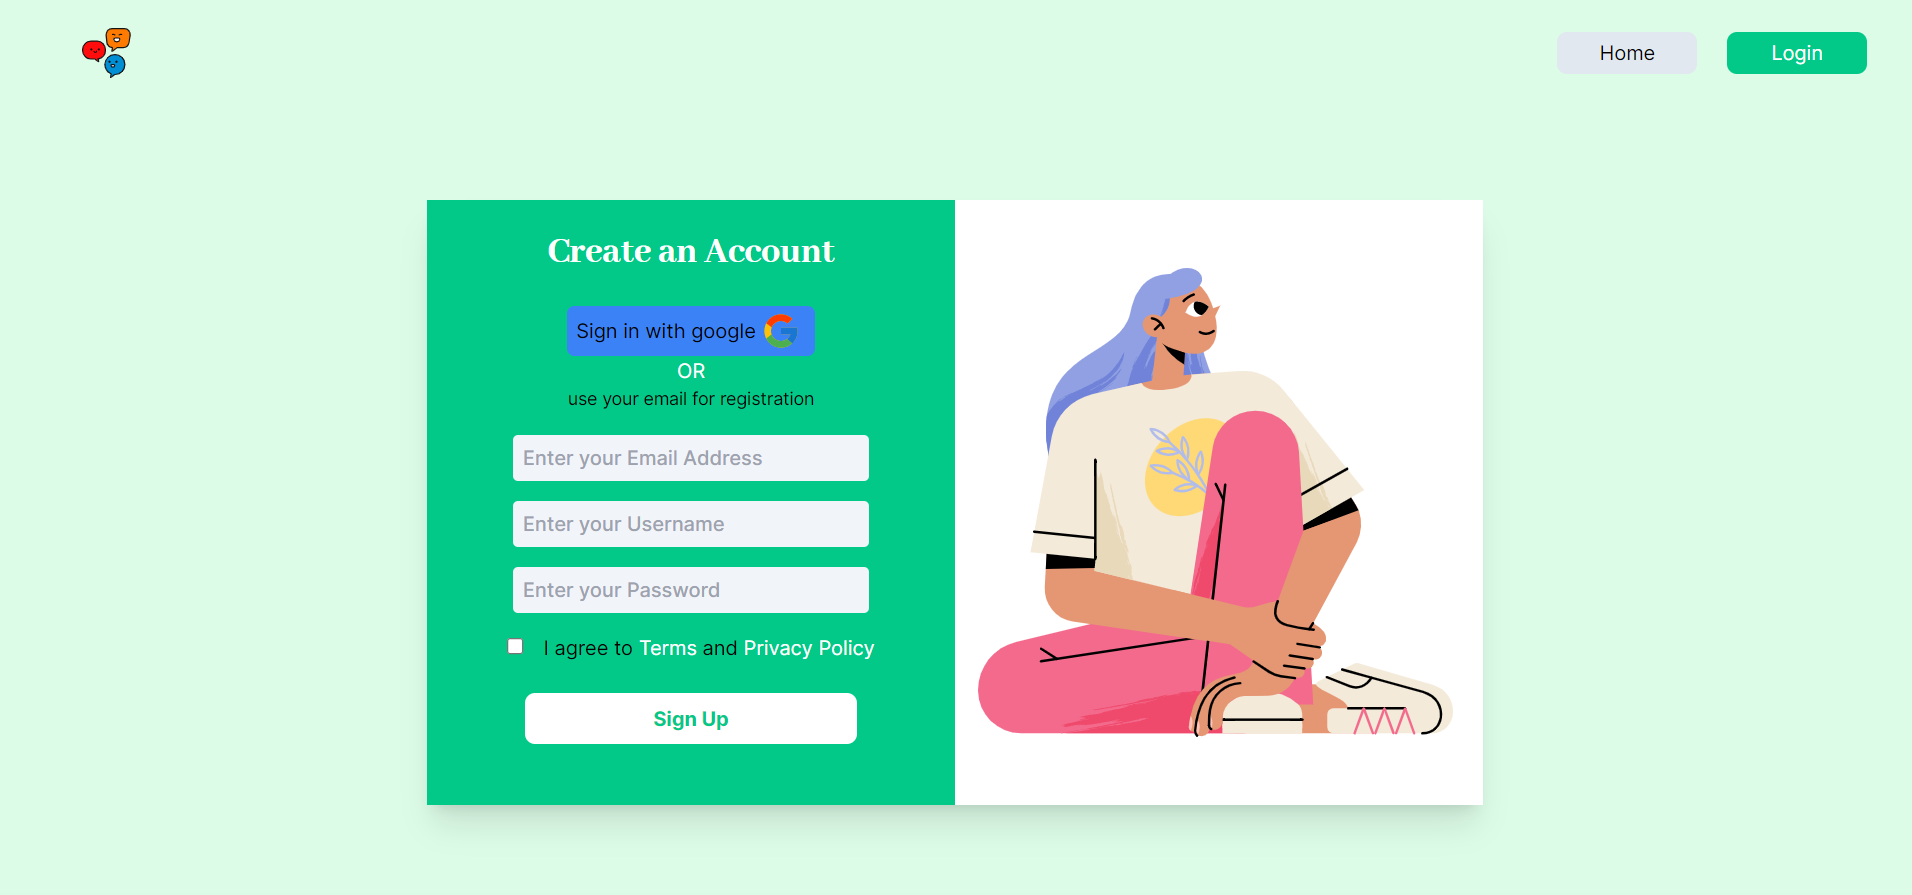 Home
Login
Create an Account
Sign in with google
OR
use your email for registration
Enter your Email Address
Enter your Username
Enter your Password
I agree to Terms and Privacy Policy
Sign Up